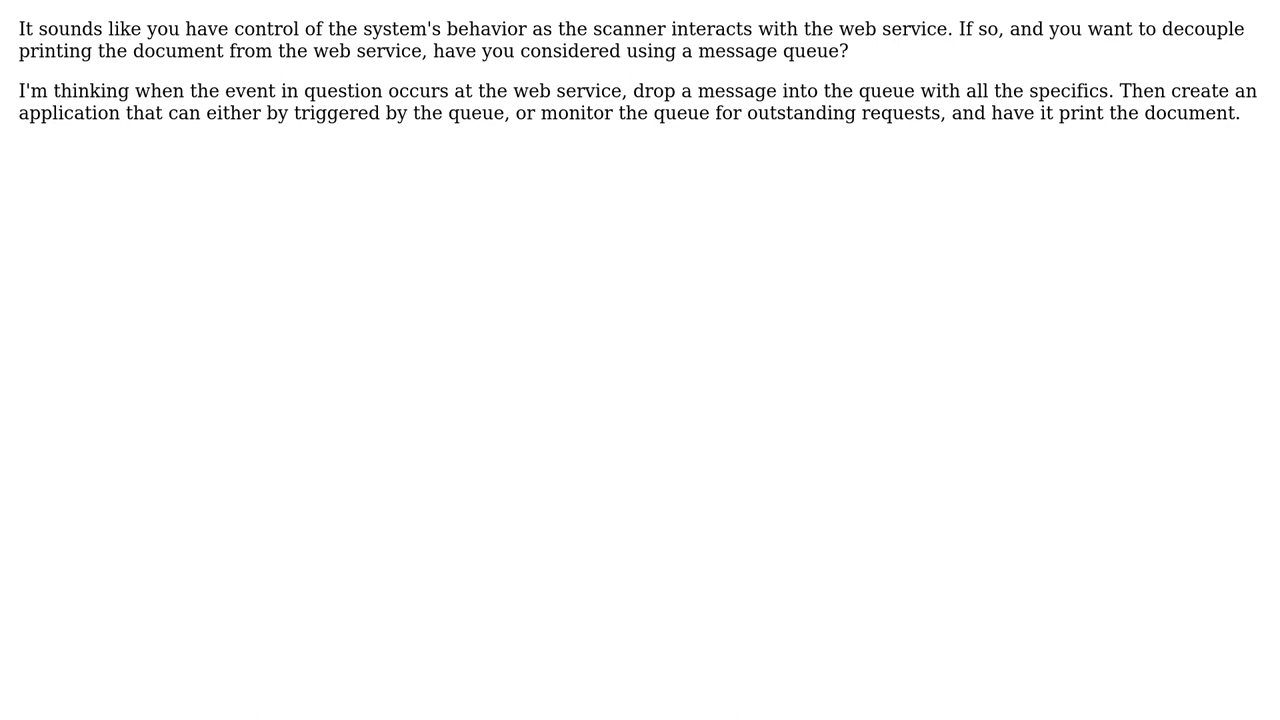 It sounds like you have control of the system's behavior as the scanner interacts with the web service. If so, and you want to decouple
printing the document from the web service, have you considered using a message queue?
I'm thinking when the event in question occurs at the web service, drop a message into the queue with all the specifics. Then create an
application that can either by triggered by the queue, or monitor the queue for outstanding requests, and have it print the document.